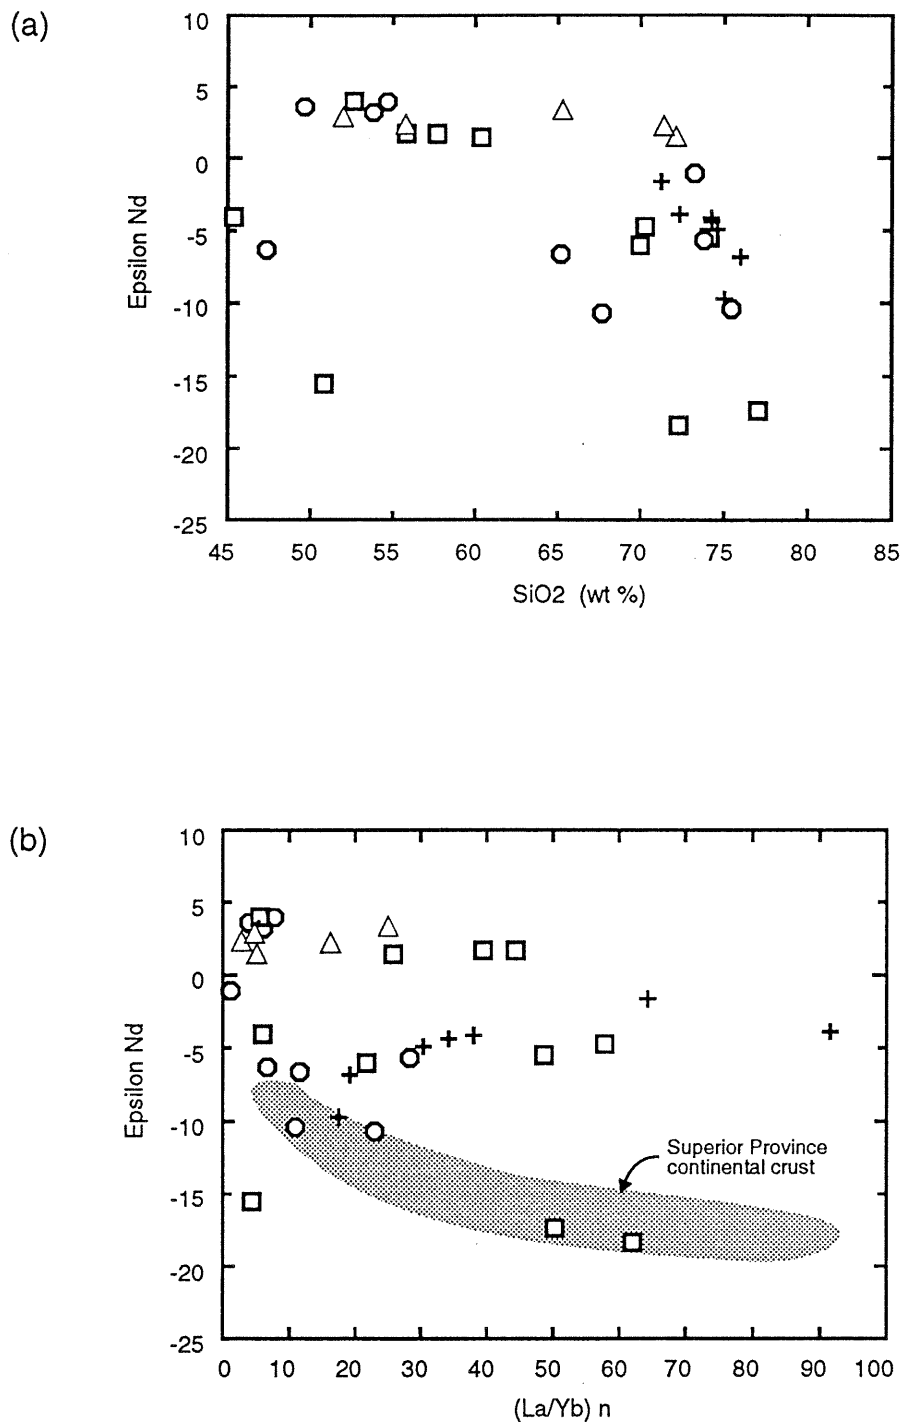 (a)
10
5
0
-5
-10
-15
-20
-25
Epsilon Nd
45 50 55 60 65 70 75 80 85
SiO2 (wt %)
(b)
10
5
0
-5
-10
-15
-20
-25
Epsilon Nd
Superior Province
continental crust
0 10 20 30 40 50 60 70 80 90 100
(La/Yb) n